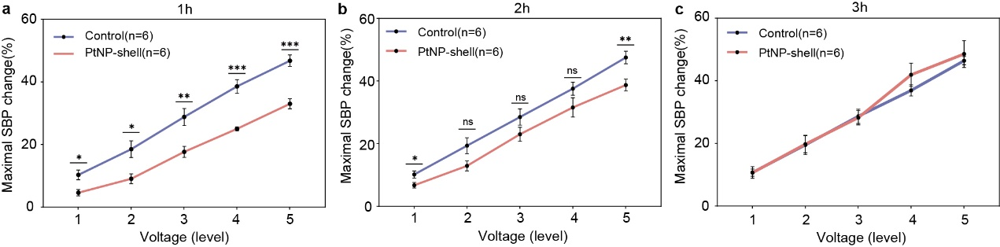 a
1h
Maximal SBP change(%)
60
40
20
0
Control(n=6)
PtNP-shell(n=6)
*
*
**
***
***
1 2 3 4 5
Voltage (level)
b
2h
Maximal SBP change(%)
60
40
20
0
Control(n=6)
PtNP-shell(n=6)
*
ns
ns
ns
**
1 2 3 4 5
Voltage (level)
c
3h
Maximal SBP change(%)
60
40
20
0
Control(n=6)
PtNP-shell(n=6)
1 2 3 4 5
Voltage (level)